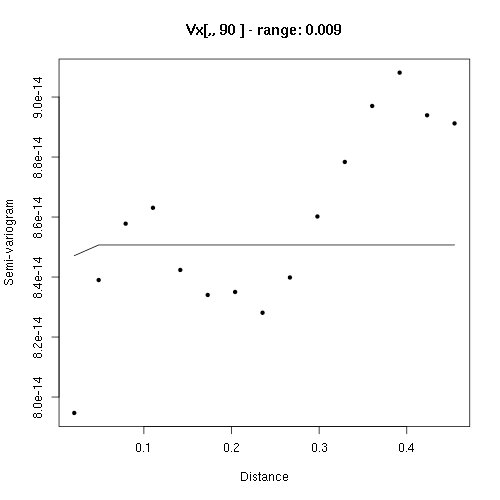 Vx[,, 90 ] - range: 0.009
Semi-variogram
9.0e-14
8.8e-14
8.6e-14
8.4e-14
8.2e-14
8.0e-14
0.1 0.2 0.3 0.4
Distance